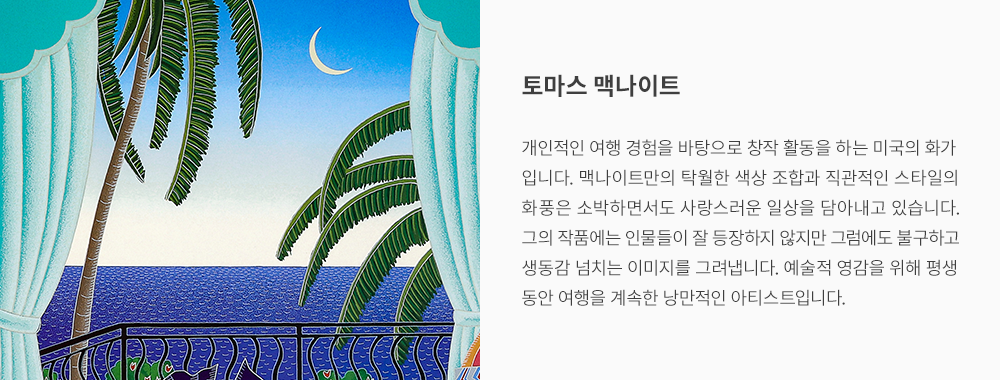 토마스 맥나이트
개인적인 여행 경험을 바탕으로 창작 활동을 하는 미국의 화가
입니다. 맥나이트만의 탁월한 색상 조합과 직관적인 스타일의
화풍은 소박하면서도 사랑스러운 일상을 담아내고 있습니다.
그의 작품에는 인물들이 잘 등장하지 않지만 그럼에도 불구하고
생동감 넘치는 이미지를 그려냅니다. 예술적 영감을 위해 평생
동안 여행을 계속한 낭만적인 아티스트입니다.